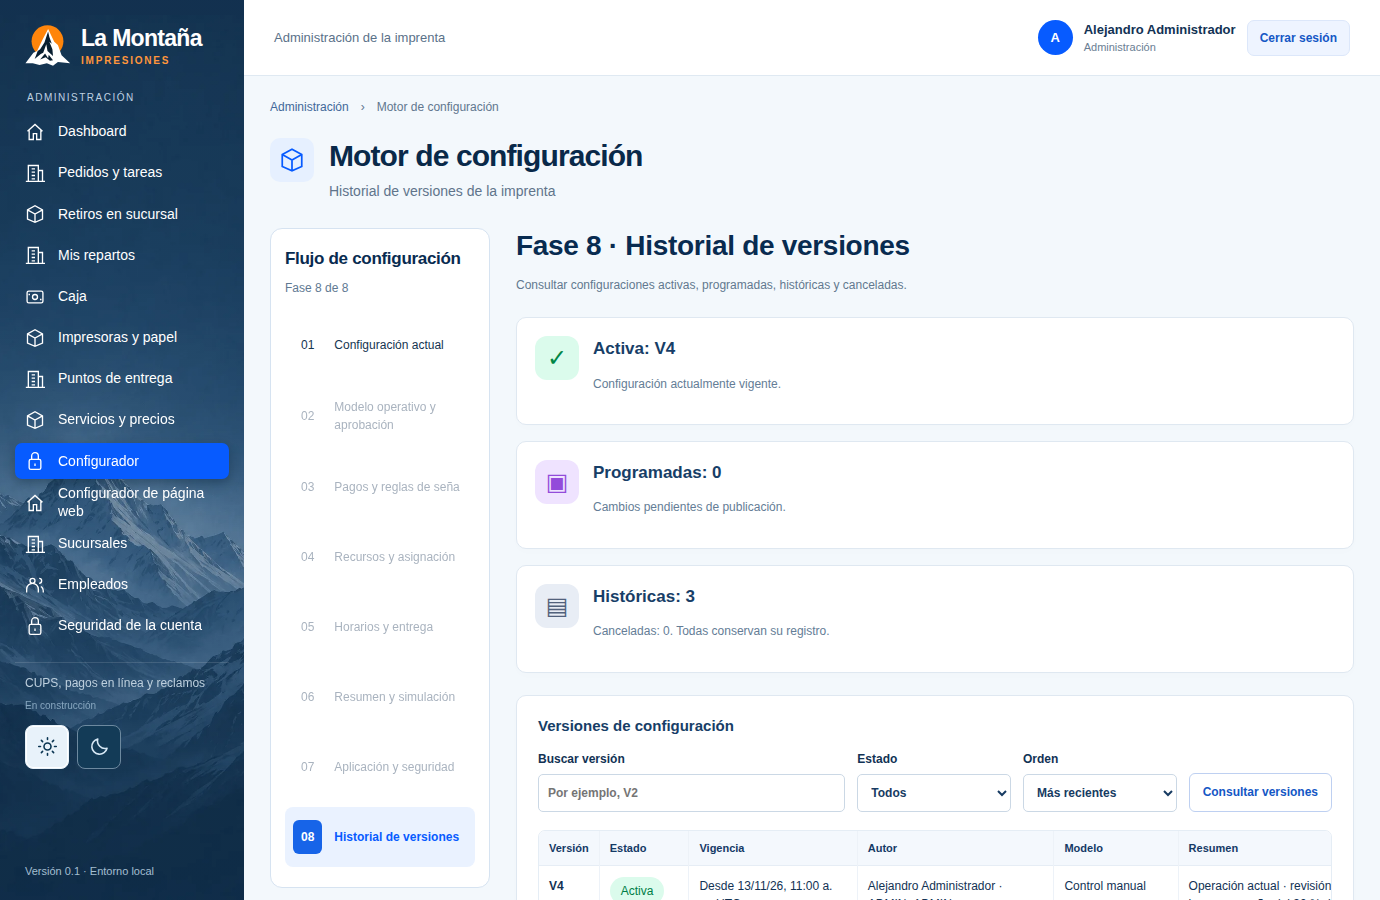 La Montaña
IMPRESIONES
ADMINISTRACIÓN
Dashboard
Pedidos y tareas
Retiros en sucursal
Mis repartos
Caja
Impresoras y papel
Puntos de entrega
Servicios y precios
Configurador
Configurador de página
web
Sucursales
Empleados
Seguridad de la cuenta
CUPS, pagos en línea y reclamos
En construcción
Versión 0.1 · Entorno local
Administración de la imprenta
A
Alejandro Administrador
Administración
Cerrar sesión
Administración › Motor de configuración
Motor de configuración
Historial de versiones de la imprenta
Flujo de configuración
Fase 8 de 8
01 Configuración actual
02 Modelo operativo y
aprobación
03 Pagos y reglas de seña
04 Recursos y asignación
05 Horarios y entrega
06 Resumen y simulación
07 Aplicación y seguridad
08 Historial de versiones
Fase 8 · Historial de versiones
Consultar configuraciones activas, programadas, históricas y canceladas.
Activa: V4
Configuración actualmente vigente.
Programadas: 0
Cambios pendientes de publicación.
Históricas: 3
Canceladas: 0. Todas conservan su registro.
Versiones de configuración
Buscar versión Estado Orden
Por ejemplo, V2 Todos Más recientes Consultar versiones
Versión Estado Vigencia Autor Modelo Resumen
V4 Activa Desde 13/11/26, 11:00 a. Alejandro Administrador · Control manual Operación actual · revisión